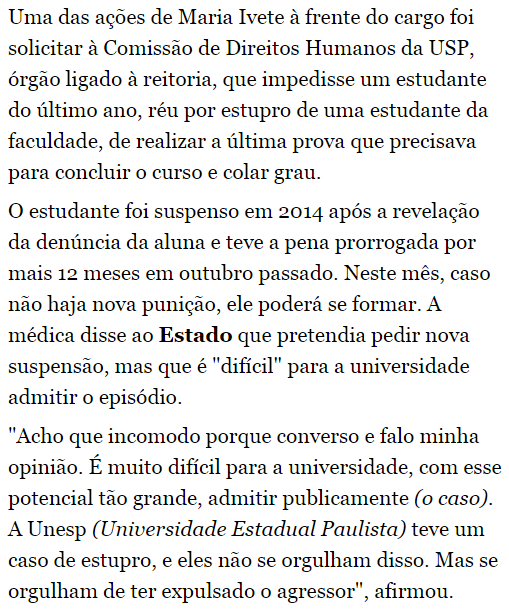 Uma das ações de Maria Ivete à frente do cargo foi
solicitar à Comissão de Direitos Humanos da USP,
órgão ligado à reitoria, que impedisse um estudante
do último ano, réu por estupro de uma estudante da
faculdade, de realizar a última prova que precisava
para concluir o curso e colar grau.
O estudante foi suspenso em 2014 após a revelação
da denúncia da aluna e teve a pena prorrogada por
mais 12 meses em outubro passado. Neste mês, caso
não haja nova punição, ele poderá se formar. A
médica disse ao Estado que pretendia pedir nova
suspensão, mas que é "difícil" para a universidade
admitir o episódio.
"Acho que incomodo porque converso e falo minha
opinião. É muito difícil para a universidade, com esse
potencial tão grande, admitir publicamente (o caso).
A Unesp (Universidade Estadual Paulista) teve um
caso de estupro, e eles não se orgulham disso. Mas se
orgulham de ter expulsado o agressor", afirmou.